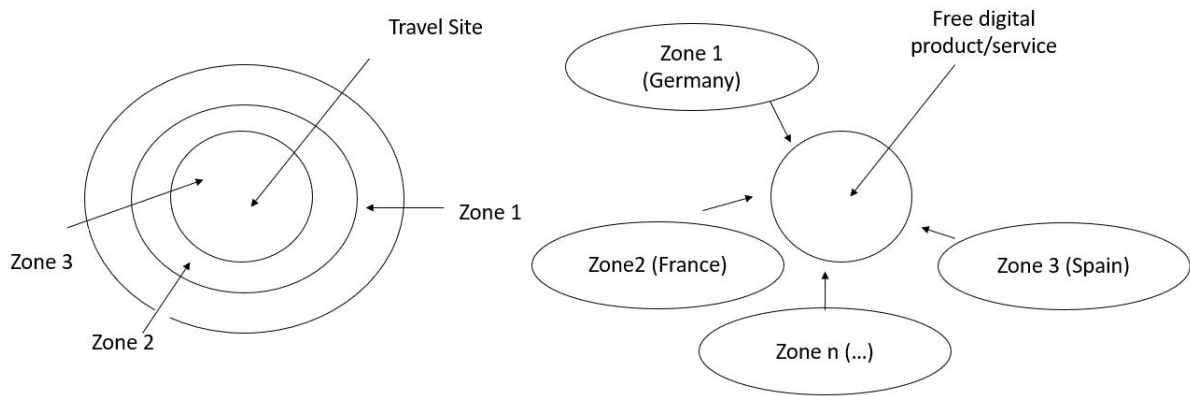 Travel Site
Zone 1
Zone 3
Zone 2
Free digital
product/service
Zone 1
(Germany)
Zone2 (France)
Zone 3 (Spain)
Zone n (...)